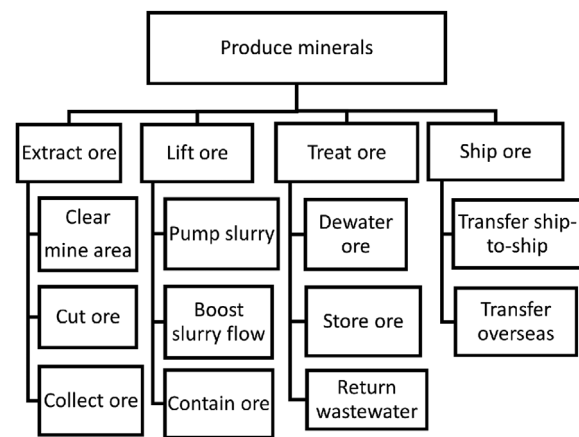 Produce minerals
Extract ore
Lift ore
Treat ore
Ship ore
Clear
mine area
Cut ore
Collect ore
Pump slurry
Boost
slurry flow
Contain ore
Dewater
ore
Store ore
Return
wastewater
Transfer ship-
to-ship
Transfer
overseas